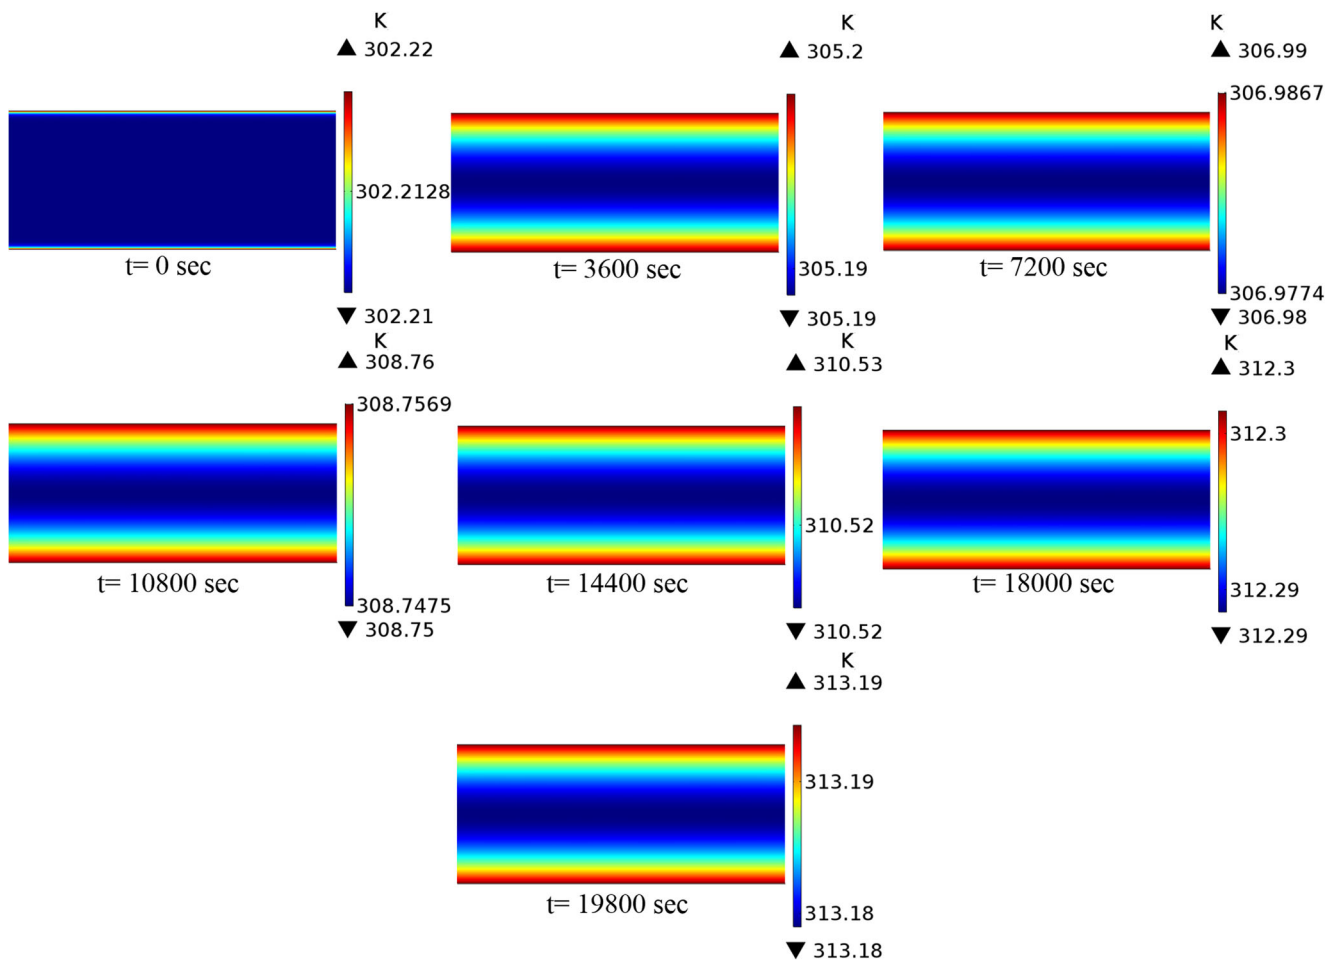 K
▲ 302.22
302.2128
▼ 302.21
t= 0 sec
K
▲ 305.2
305.19
▼ 305.19
t= 3600 sec
K
▲ 306.99
306.9867
306.9774
▼ 306.98
t= 7200 sec
K
▲ 308.76
308.7569
308.7475
▼ 308.75
t= 10800 sec
K
▲ 310.53
310.52
▼ 310.52
t= 14400 sec
K
▲ 312.3
312.3
312.29
▼ 312.29
t= 18000 sec
K
▲ 313.19
313.19
313.18
▼ 313.18
t= 19800 sec